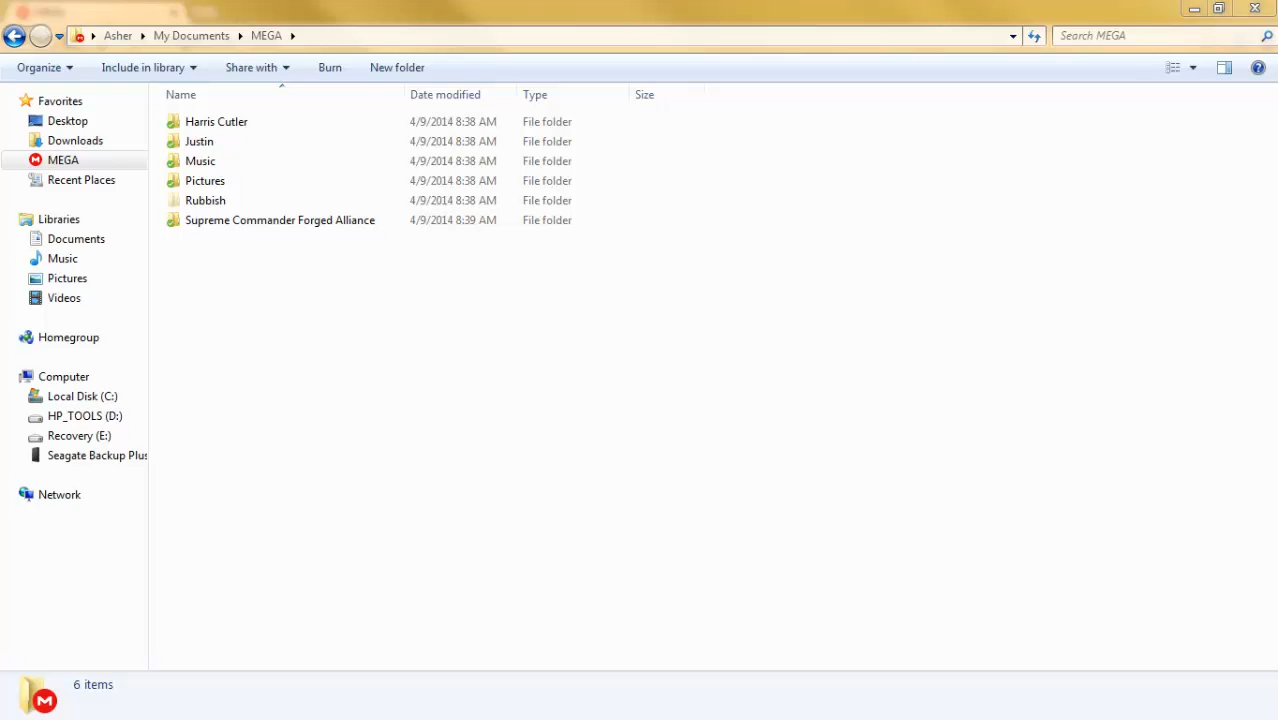 Asher My Documents MEGA Search MEGA
Organize Include in library Share with Burn New folder
Name Date modified Type Size
Favorites
Desktop
Downloads
MEGA
Recent Places
Libraries
Documents
Music
Pictures
Videos
Homegroup
Computer
Local Disk (C:)
HP_TOOLS (D:)
Recovery (E:)
Seagate Backup Plus
Network
Harris Cutler 4/9/2014 8:38 AM File folder
Justin 4/9/2014 8:38 AM File folder
Music 4/9/2014 8:38 AM File folder
Pictures 4/9/2014 8:38 AM File folder
Rubbish 4/9/2014 8:38 AM File folder
Supreme Commander Forged Alliance 4/9/2014 8:39 AM File folder
6 items
M